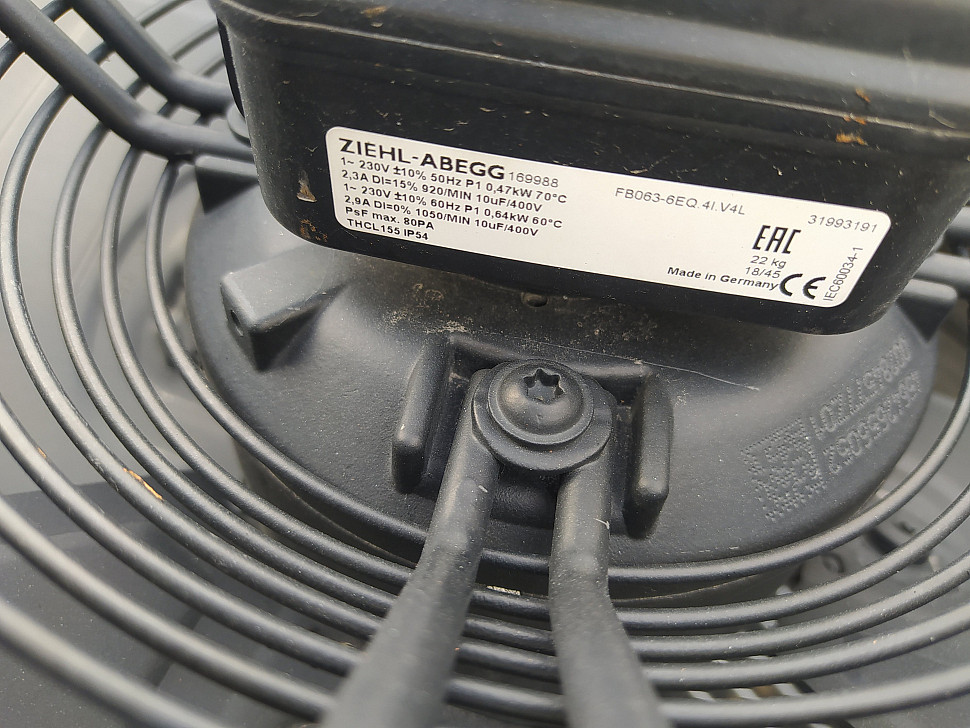 ZIEHL-ABEGG 169988
1~ 230V ±10% 50Hz P1 0,47kW 70°C
2,3A DI=15% 920/MIN 10uF/400V
1~ 230V ±10% 60Hz P1 0,64kW 60°C
2,9A DI=0% 1050/MIN 10uF/400V
PsF max. 80PA
THCL155 IP54
FB063-6EQ.4I.V4L
31993191
EAC
22 kg
18/45
Made in Germany CE
IEC60034-1